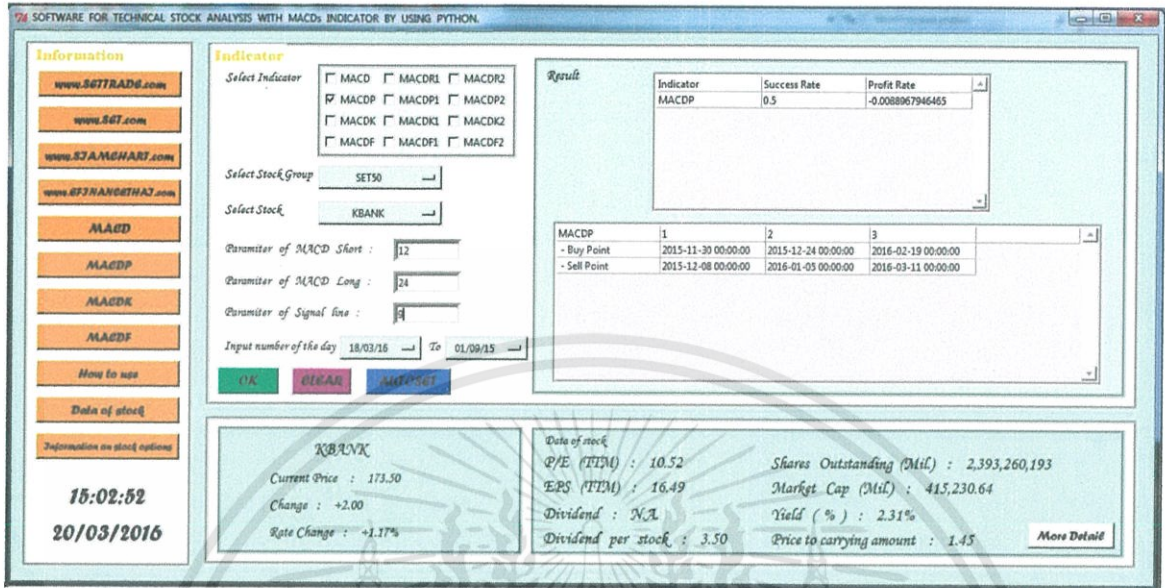 SOFTWARE FOR TECHNICAL STOCK ANALYSIS WITH MACDs INDICATOR BY USING PYTHON.
Information
www.S67TRADE.com
www.S67.com
www.SIAMCHART.com
www.EFINANCETHAI.com
MACD
MACDP
MACDK
MACDF
How to use
Data of stock
Information on stock options
15:02:52
20/03/2016
Indicator
Select Indicator
MACD MACDR1 MACDR2
MACDP MACDP1 MACDP2
MACDK MACDK1 MACDK2
MACDF MACDF1 MACDF2
Select Stock Group SET50
Select Stock KBANK
Paramiter of MACD Short : 12
Paramiter of MACD Long : 24
Paramiter of Signal line : 9
Input number of the day 18/03/16 To 01/09/15
OK CLEAR AUTOSET
Result
Indicator Success Rate Profit Rate
MACDP 0.5 -0.0088967946465
MACDP 1 2 3
- Buy Point 2015-11-30 00:00:00 2015-12-24 00:00:00 2016-02-19 00:00:00
- Sell Point 2015-12-08 00:00:00 2016-01-05 00:00:00 2016-03-11 00:00:00
KBANK
Current Price : 173.50
Change : +2.00
Rate Change : +1.17%
Data of stock
P/E (TTM) : 10.52
EPS (TTM) : 16.49
Dividend : N.A.
Dividend per stock : 3.50
Shares Outstanding (Mil.) : 2,393,260,193
Market Cap (Mil.) : 415,230.64
Yield ( % ) : 2.31%
Price to carrying amount : 1.45
More Detail